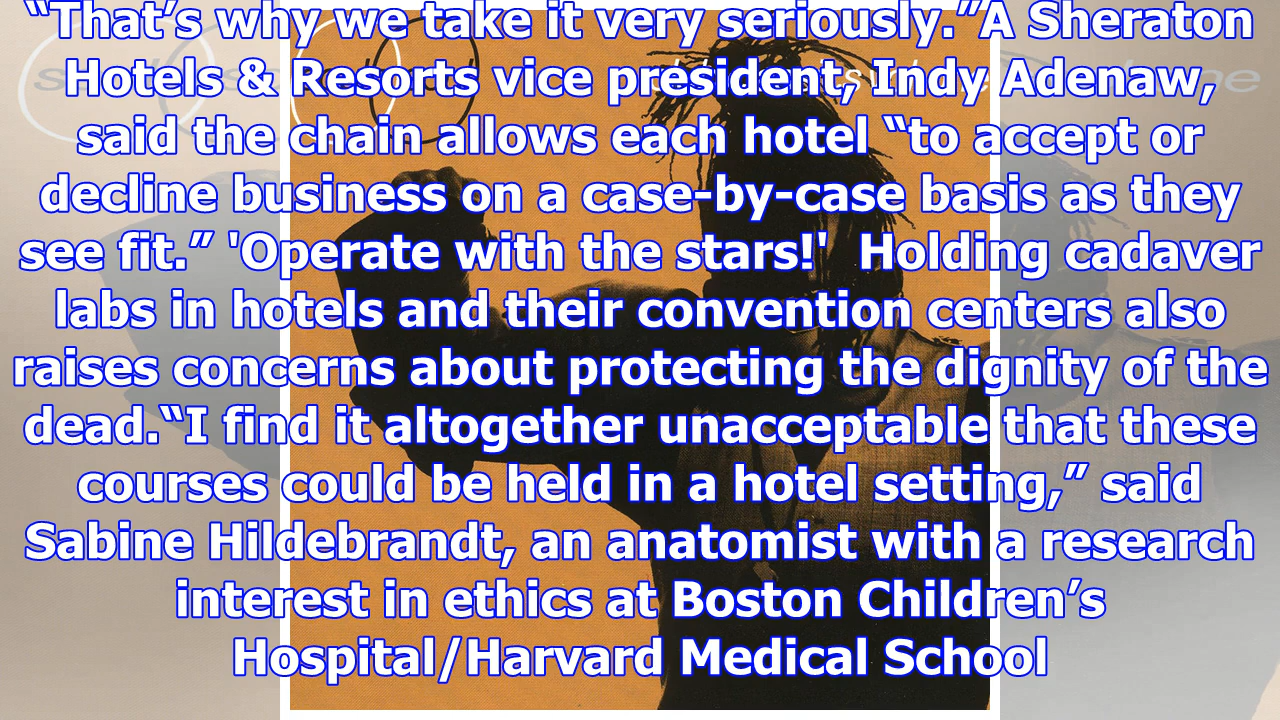 “That’s why we take it very seriously.”A Sheraton
Hotels & Resorts vice president, Indy Adenaw,
said the chain allows each hotel “to accept or
decline business on a case-by-case basis as they
see fit.” 'Operate with the stars!'  Holding cadaver
labs in hotels and their convention centers also
raises concerns about protecting the dignity of the
dead.“I find it altogether unacceptable that these
courses could be held in a hotel setting,” said
Sabine Hildebrandt, an anatomist with a research
interest in ethics at Boston Children’s
Hospital/Harvard Medical School